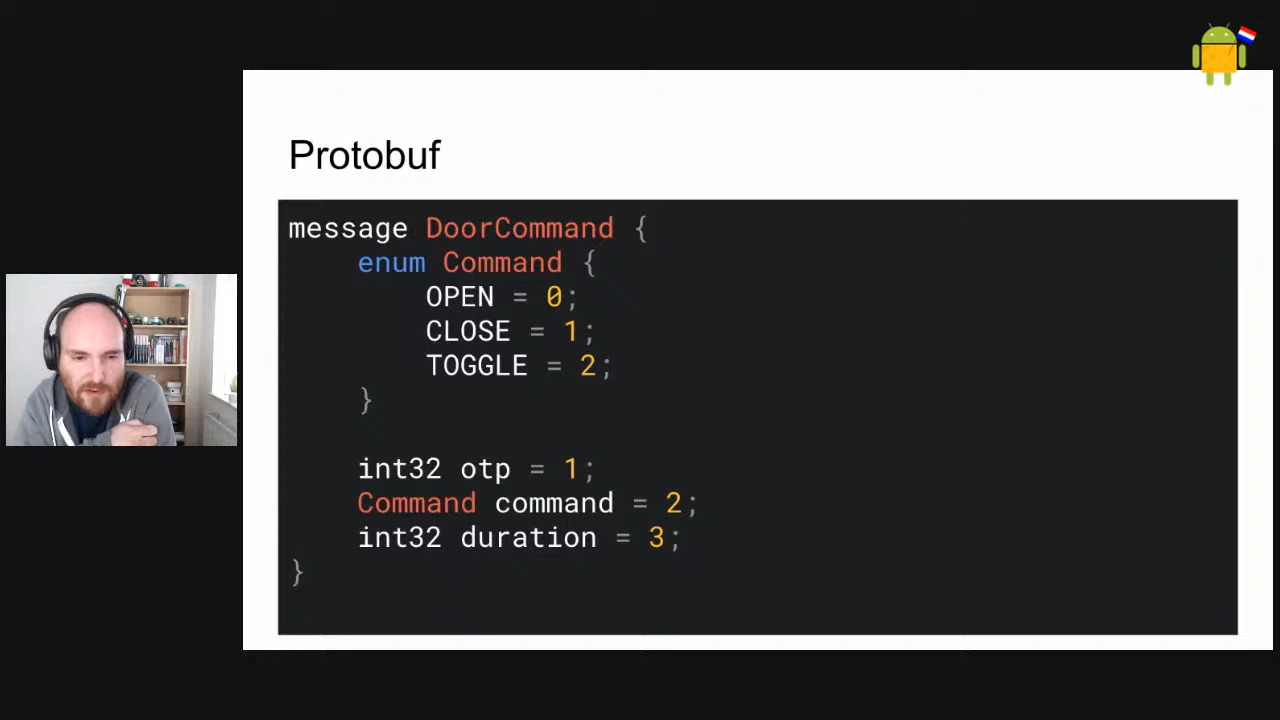 Protobuf
message DoorCommand {
enum Command {
OPEN = 0;
CLOSE = 1;
TOGGLE = 2;
}
int32 otp = 1;
Command command = 2;
int32 duration = 3;
}